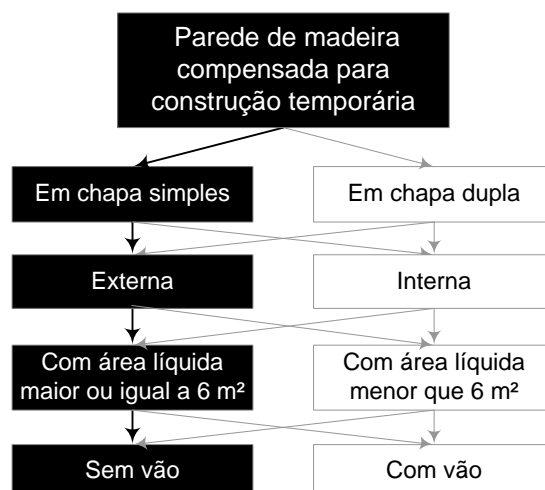 Parede de madeira
compensada para
construção temporária
Em chapa simples
Em chapa dupla
Externa
Interna
Com área líquida
maior ou igual a 6 m²
Com área líquida
menor que 6 m²
Sem vão
Com vão